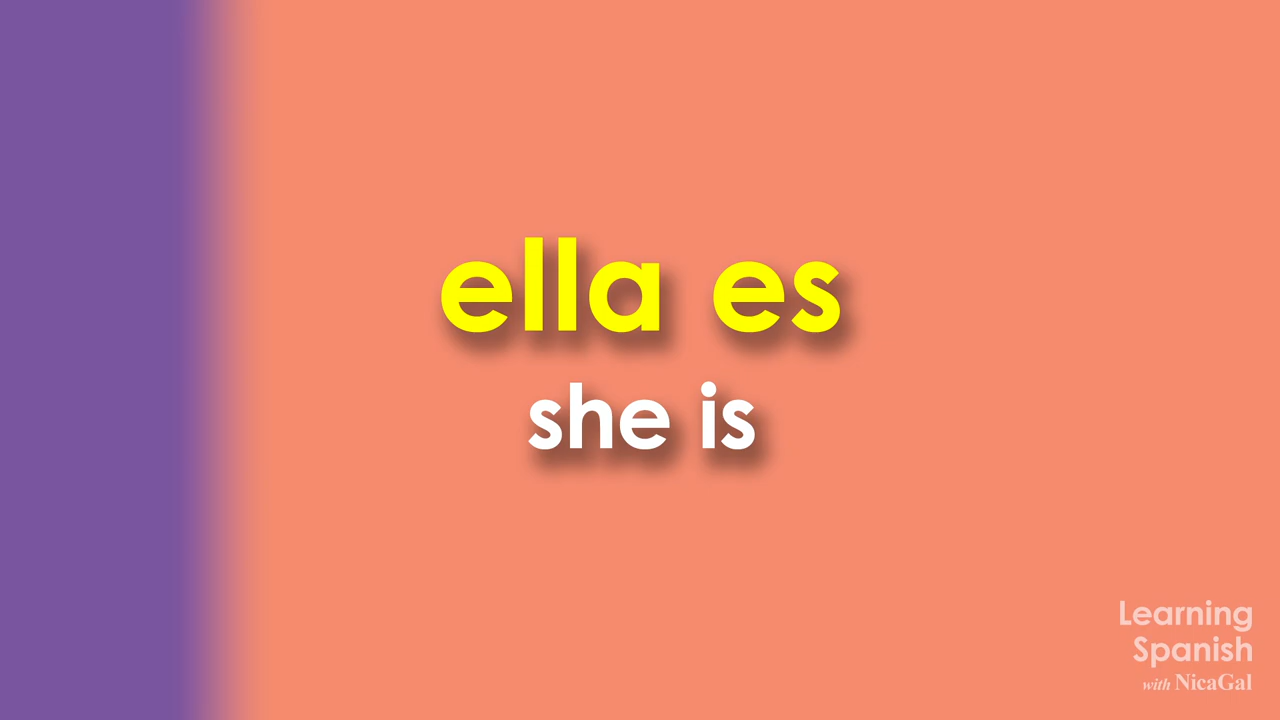 ella es
she is
Learning
Spanish
with NicaGal